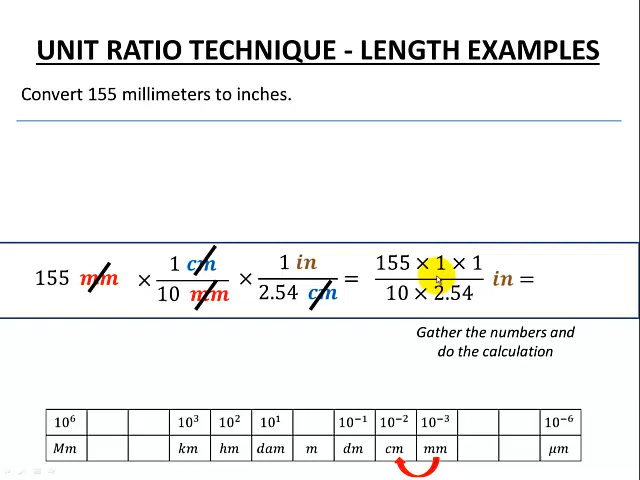 UNIT RATIO TECHNIQUE - LENGTH EXAMPLES
Convert 155 millimeters to inches.
155 mm × 1 cm / 10 mm × 1 in / 2.54 cm = 155 × 1 × 1 / 10 × 2.54 in =
Gather the numbers and
do the calculation
10⁶ 10³ 10² 10¹ 10⁻¹ 10⁻² 10⁻³ 10⁻⁶
Mm km hm dam m dm cm mm μm